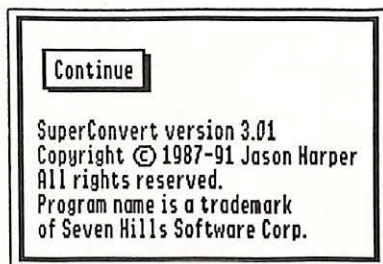 Continue
SuperConvert version 3.01
Copyright © 1987-91 Jason Harper
All rights reserved.
Program name is a trademark
of Seven Hills Software Corp.